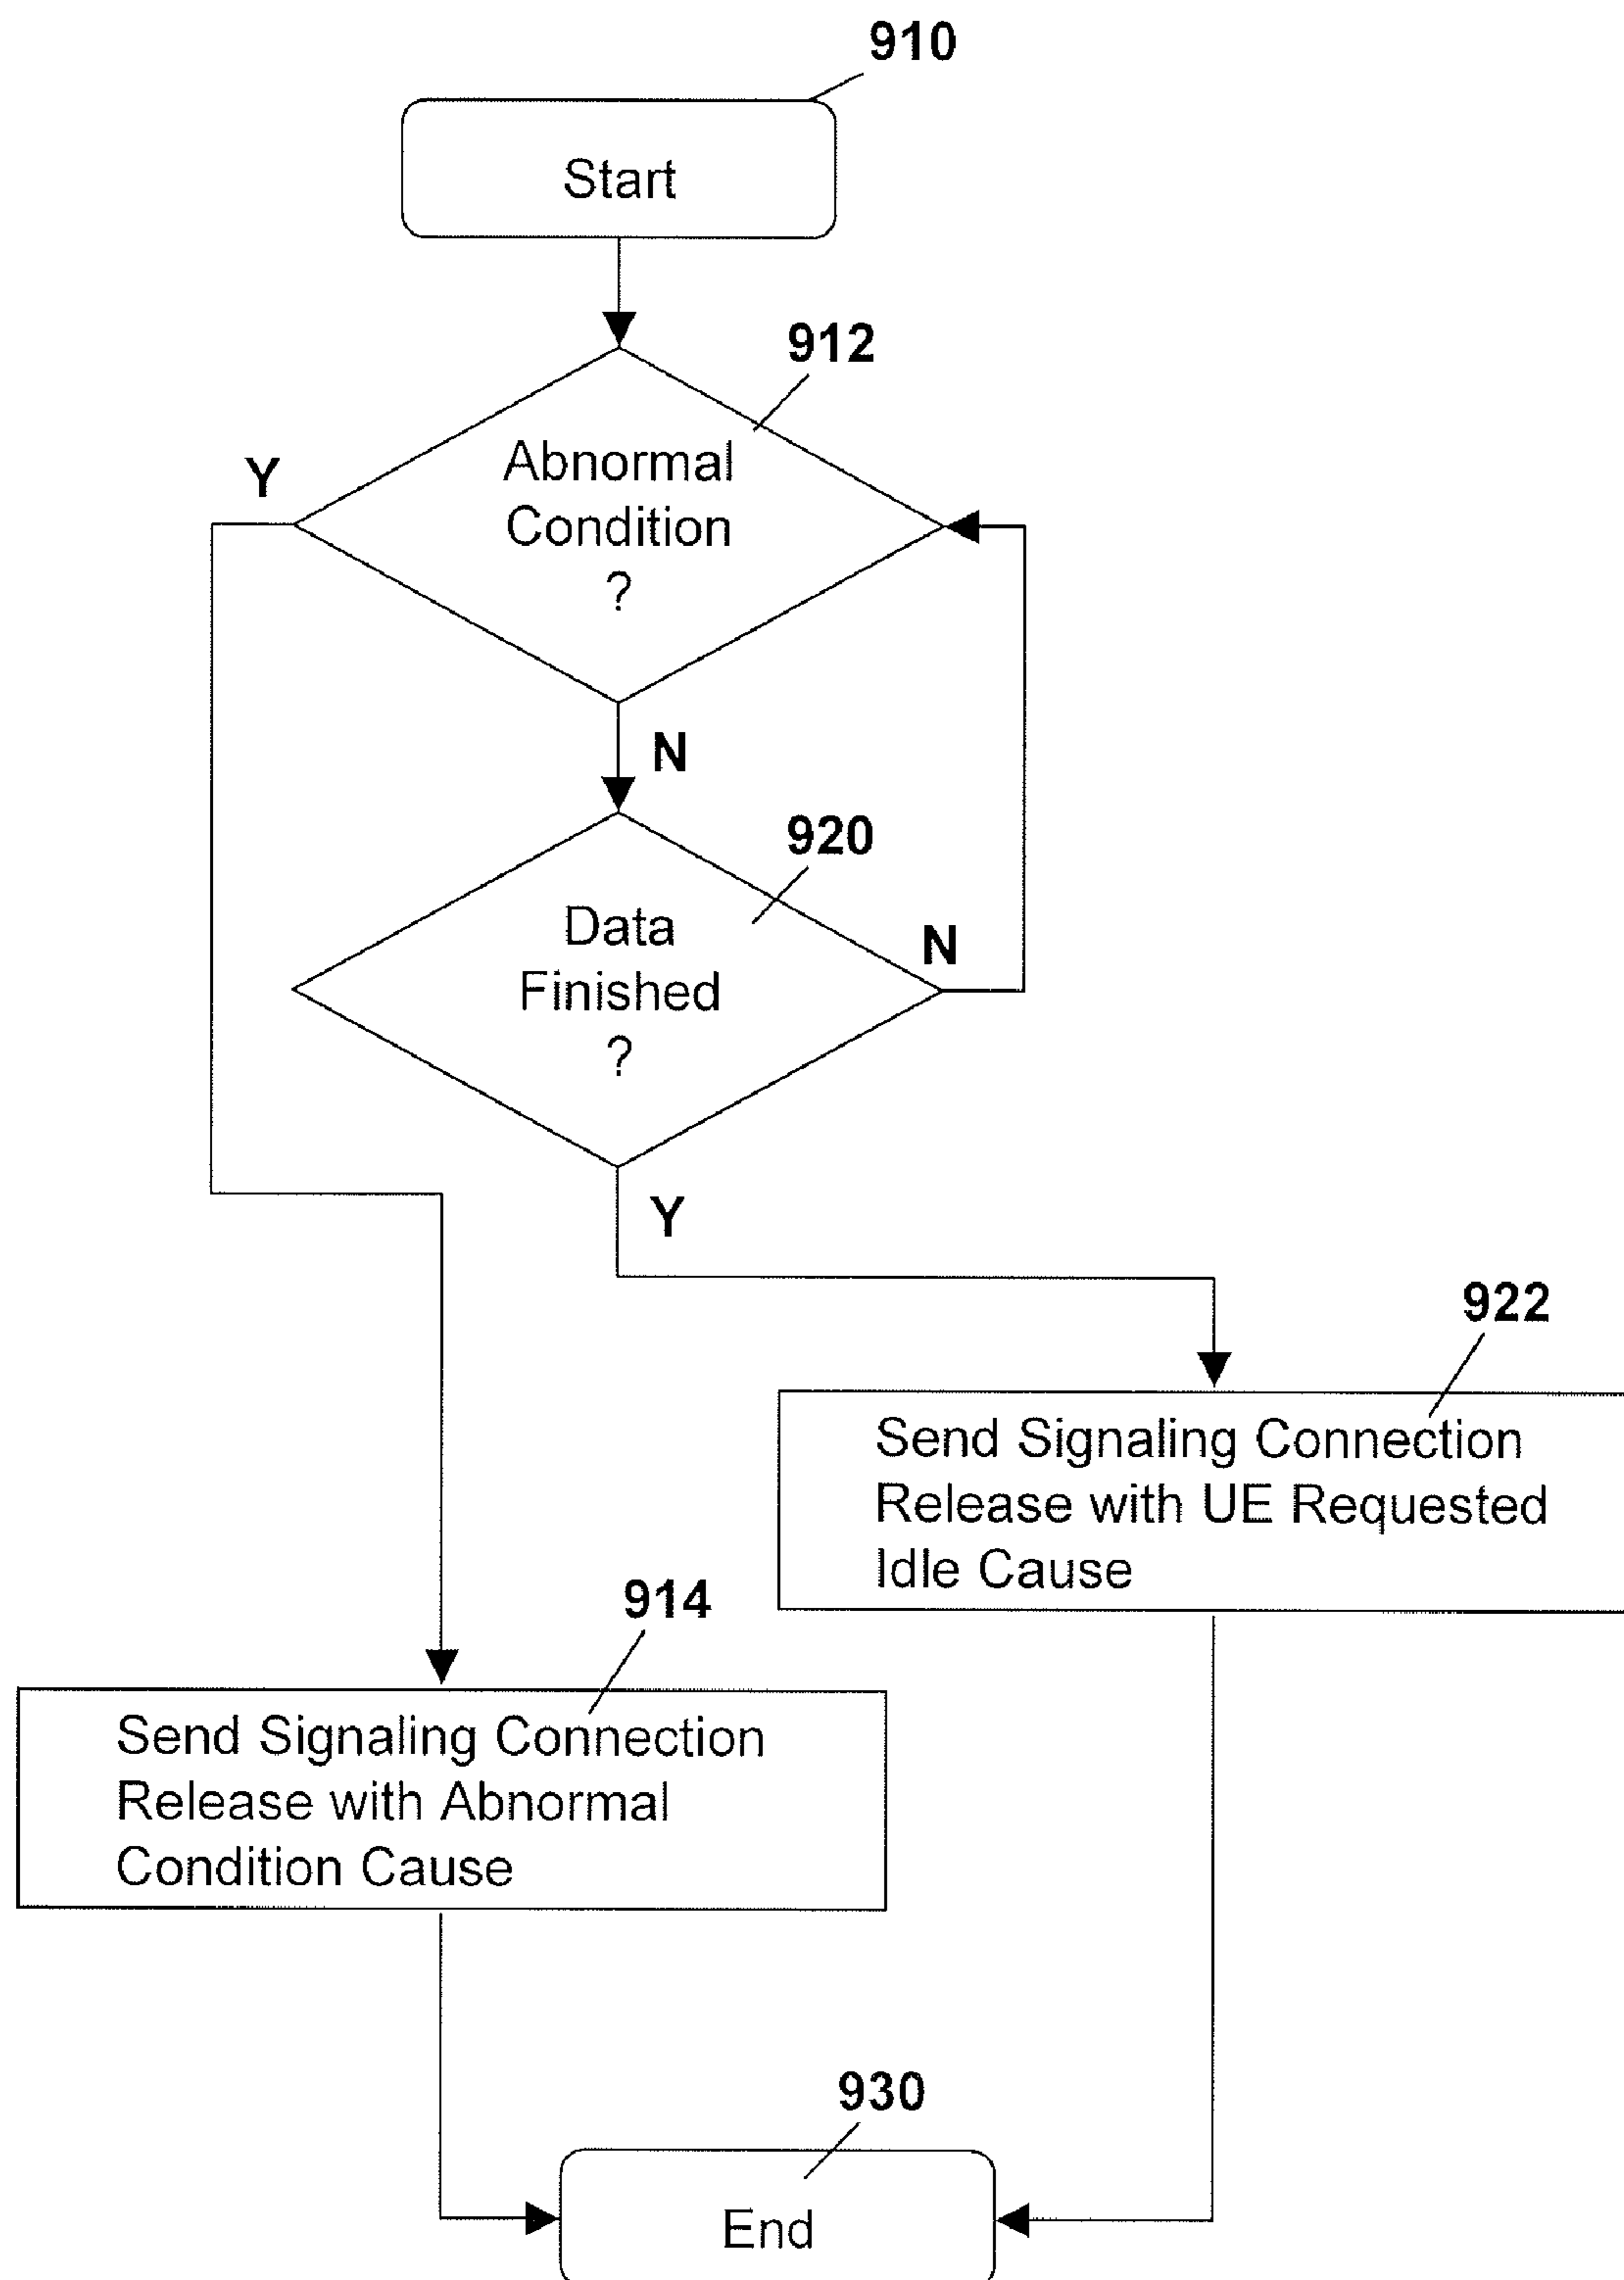 910
Start
912
Abnormal
Condition
?
Y
N
920
Data
Finished
?
N
Y
922
Send Signaling Connection
Release with UE Requested
Idle Cause
914
Send Signaling Connection
Release with Abnormal
Condition Cause
930
End